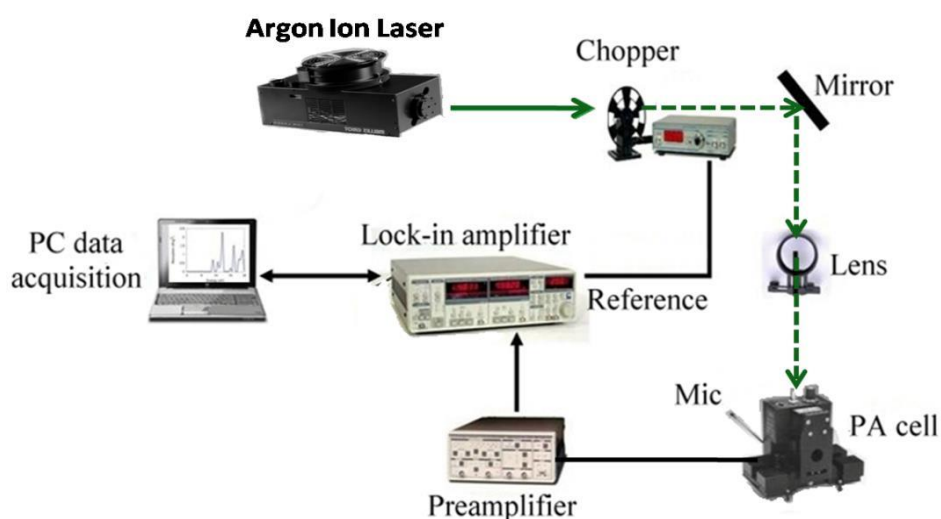 Argon Ion Laser
Chopper
Mirror
PC data
acquisition
Lock-in amplifier
Reference
Lens
Mic
PA cell
Preamplifier